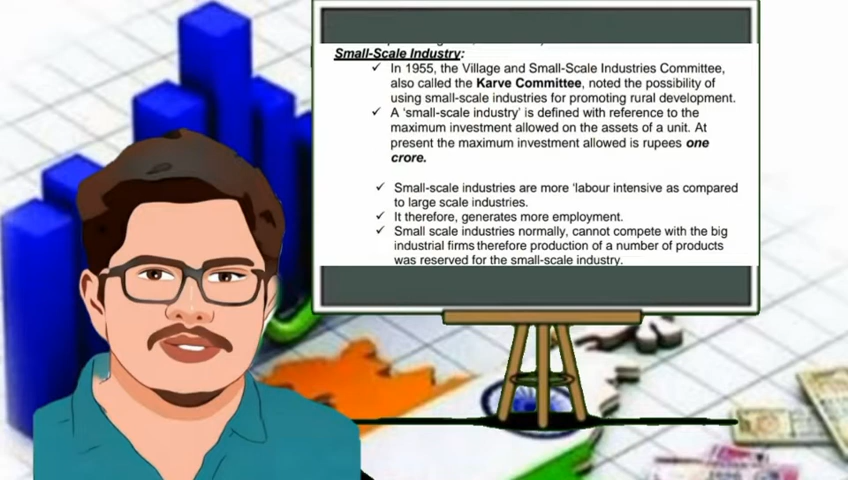 Small-Scale Industry:
✓ In 1955, the Village and Small-Scale Industries Committee,
also called the Karve Committee, noted the possibility of
using small-scale industries for promoting rural development.
✓ A ‘small-scale industry’ is defined with reference to the
maximum investment allowed on the assets of a unit. At
present the maximum investment allowed is rupees one
crore.
✓ Small-scale industries are more ‘labour intensive as compared
to large scale industries.
✓ It therefore, generates more employment.
✓ Small scale industries normally, cannot compete with the big
industrial firms therefore production of a number of products
was reserved for the small-scale industry.